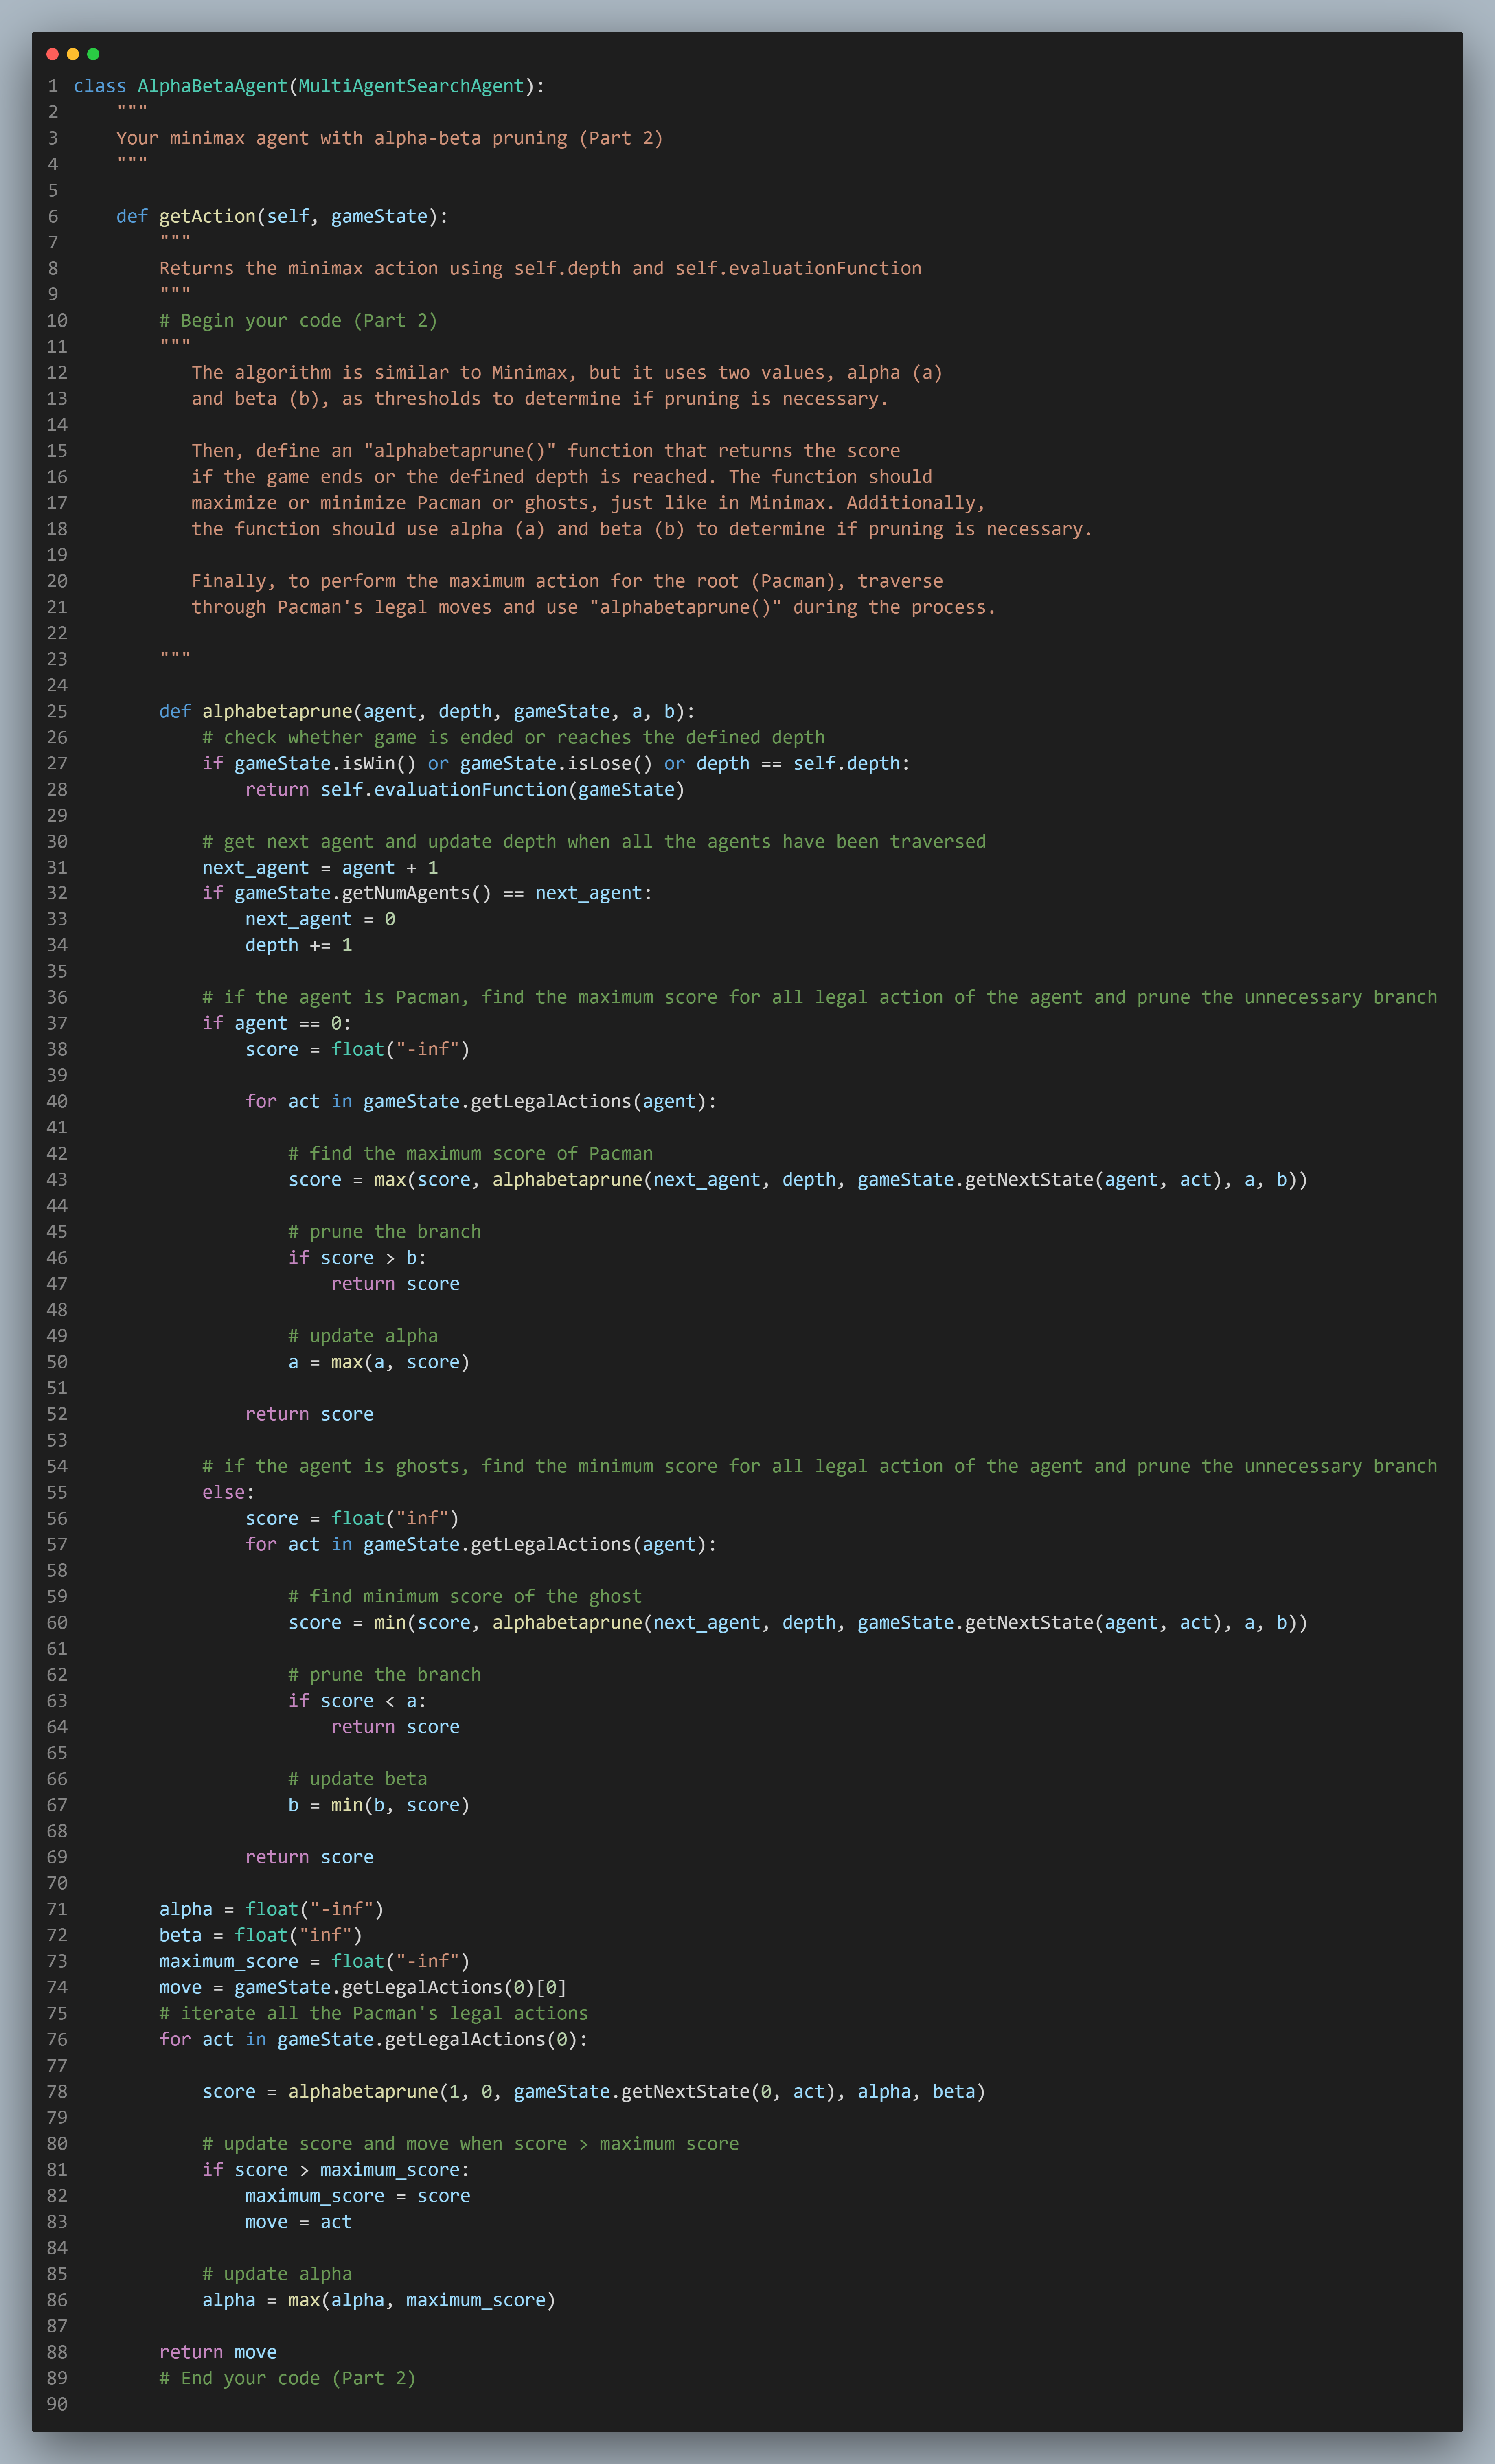 1 class AlphaBetaAgent(MultiAgentSearchAgent):
2     """
3     Your minimax agent with alpha-beta pruning (Part 2)
4     """
5
6     def getAction(self, gameState):
7         """
8         Returns the minimax action using self.depth and self.evaluationFunction
9         """
10         # Begin your code (Part 2)
11         """
12            The algorithm is similar to Minimax, but it uses two values, alpha (a)
13            and beta (b), as thresholds to determine if pruning is necessary.
14
15            Then, define an "alphabetaprune()" function that returns the score
16            if the game ends or the defined depth is reached. The function should
17            maximize or minimize Pacman or ghosts, just like in Minimax. Additionally,
18            the function should use alpha (a) and beta (b) to determine if pruning is necessary.
19
20            Finally, to perform the maximum action for the root (Pacman), traverse
21            through Pacman's legal moves and use "alphabetaprune()" during the process.
22
23         """
24
25         def alphabetaprune(agent, depth, gameState, a, b):
26             # check whether game is ended or reaches the defined depth
27             if gameState.isWin() or gameState.isLose() or depth == self.depth:
28                 return self.evaluationFunction(gameState)
29
30             # get next agent and update depth when all the agents have been traversed
31             next_agent = agent + 1
32             if gameState.getNumAgents() == next_agent:
33                 next_agent = 0
34                 depth += 1
35
36             # if the agent is Pacman, find the maximum score for all legal action of the agent and prune the unnecessary branch
37             if agent == 0:
38                 score = float("-inf")
39
40                 for act in gameState.getLegalActions(agent):
41
42                     # find the maximum score of Pacman
43                     score = max(score, alphabetaprune(next_agent, depth, gameState.getNextState(agent, act), a, b))
44
45                     # prune the branch
46                     if score > b:
47                         return score
48
49                     # update alpha
50                     a = max(a, score)
51
52                 return score
53
54             # if the agent is ghosts, find the minimum score for all legal action of the agent and prune the unnecessary branch
55             else:
56                 score = float("inf")
57                 for act in gameState.getLegalActions(agent):
58
59                     # find minimum score of the ghost
60                     score = min(score, alphabetaprune(next_agent, depth, gameState.getNextState(agent, act), a, b))
61
62                     # prune the branch
63                     if score < a:
64                         return score
65
66                     # update beta
67                     b = min(b, score)
68
69                 return score
70
71         alpha = float("-inf")
72         beta = float("inf")
73         maximum_score = float("-inf")
74         move = gameState.getLegalActions(0)[0]
75         # iterate all the Pacman's legal actions
76         for act in gameState.getLegalActions(0):
77
78             score = alphabetaprune(1, 0, gameState.getNextState(0, act), alpha, beta)
79
80             # update score and move when score > maximum score
81             if score > maximum_score:
82                 maximum_score = score
83                 move = act
84
85             # update alpha
86             alpha = max(alpha, maximum_score)
87
88         return move
89         # End your code (Part 2)
90